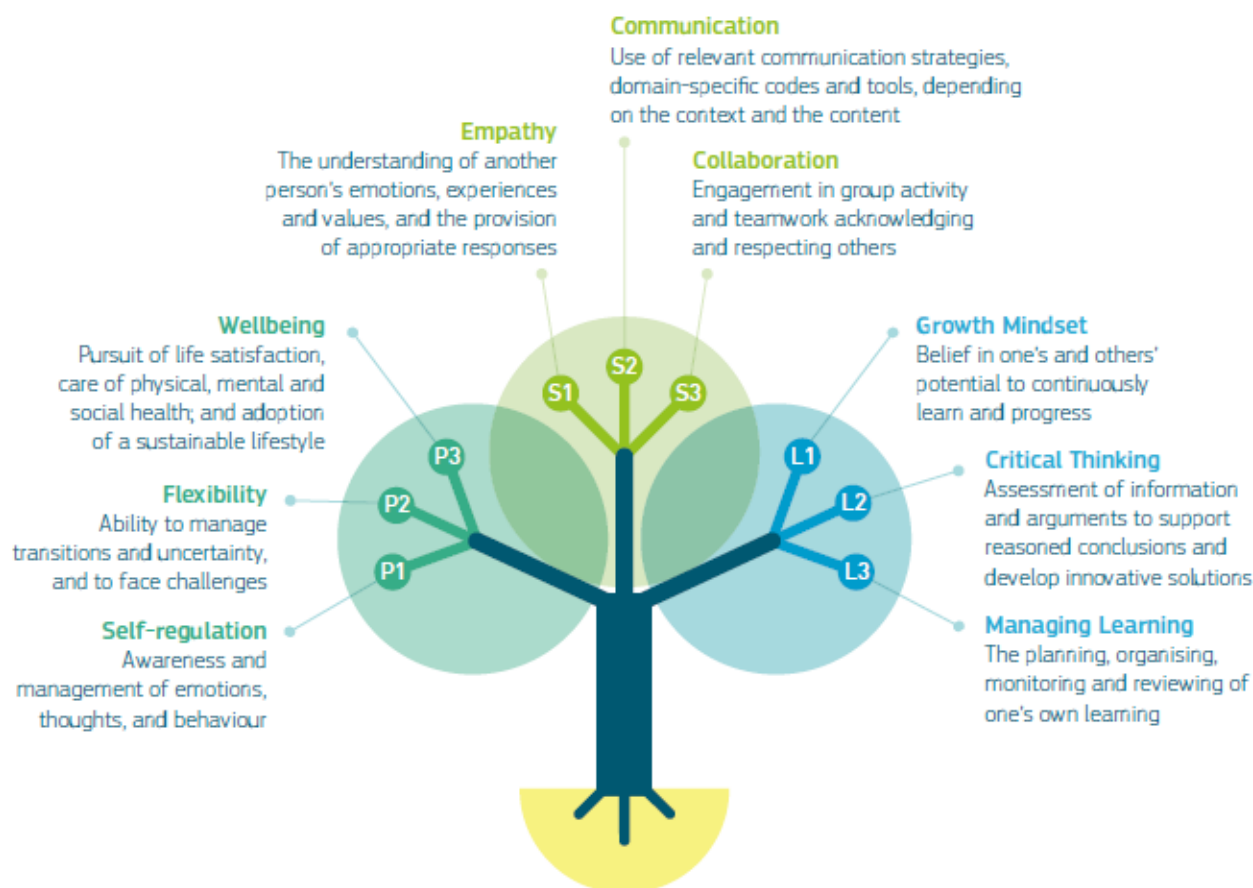 Communication
Use of relevant communication strategies,
domain-specific codes and tools, depending
on the context and the content
Empathy
The understanding of another
person's emotions, experiences
and values, and the provision
of appropriate responses
Collaboration
Engagement in group activity
and teamwork acknowledging
and respecting others
Wellbeing
Pursuit of life satisfaction,
care of physical, mental and
social health; and adoption
of a sustainable lifestyle
Flexibility
Ability to manage
transitions and uncertainty,
and to face challenges
Self-regulation
Awareness and
management of emotions,
thoughts, and behaviour
P1
P2
P3
S1
S2
S3
L1
L2
L3
Growth Mindset
Belief in one's and others'
potential to continuously
learn and progress
Critical Thinking
Assessment of information
and arguments to support
reasoned conclusions and
develop innovative solutions
Managing Learning
The planning, organising,
monitoring and reviewing of
one's own learning